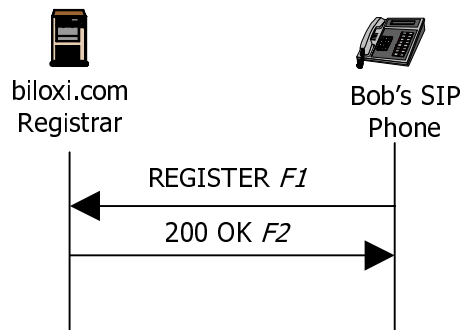 biloxi.com
Registrar
Bob's SIP
Phone
REGISTER F1
200 OK F2